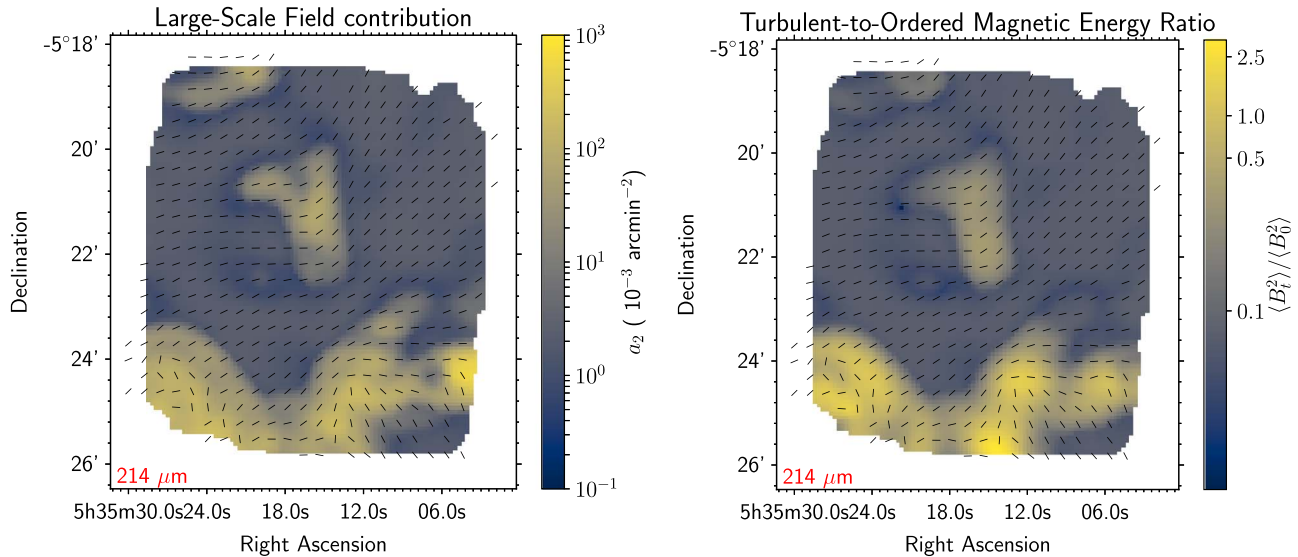 Large-Scale Field contribution
-5°18'
20'
22'
24'
26'
Declination
214 μm
5h35m30.0s24.0s 18.0s 12.0s 06.0s
Right Ascension
10³
10²
10¹
10⁰
10⁻¹
a₂ ( 10⁻³ arcmin⁻²)
Turbulent-to-Ordered Magnetic Energy Ratio
-5°18'
20'
22'
24'
26'
Declination
214 μm
5h35m30.0s24.0s 18.0s 12.0s 06.0s
Right Ascension
2.5
1.0
0.5
0.1
⟨B²ₜ⟩/⟨B²₀⟩